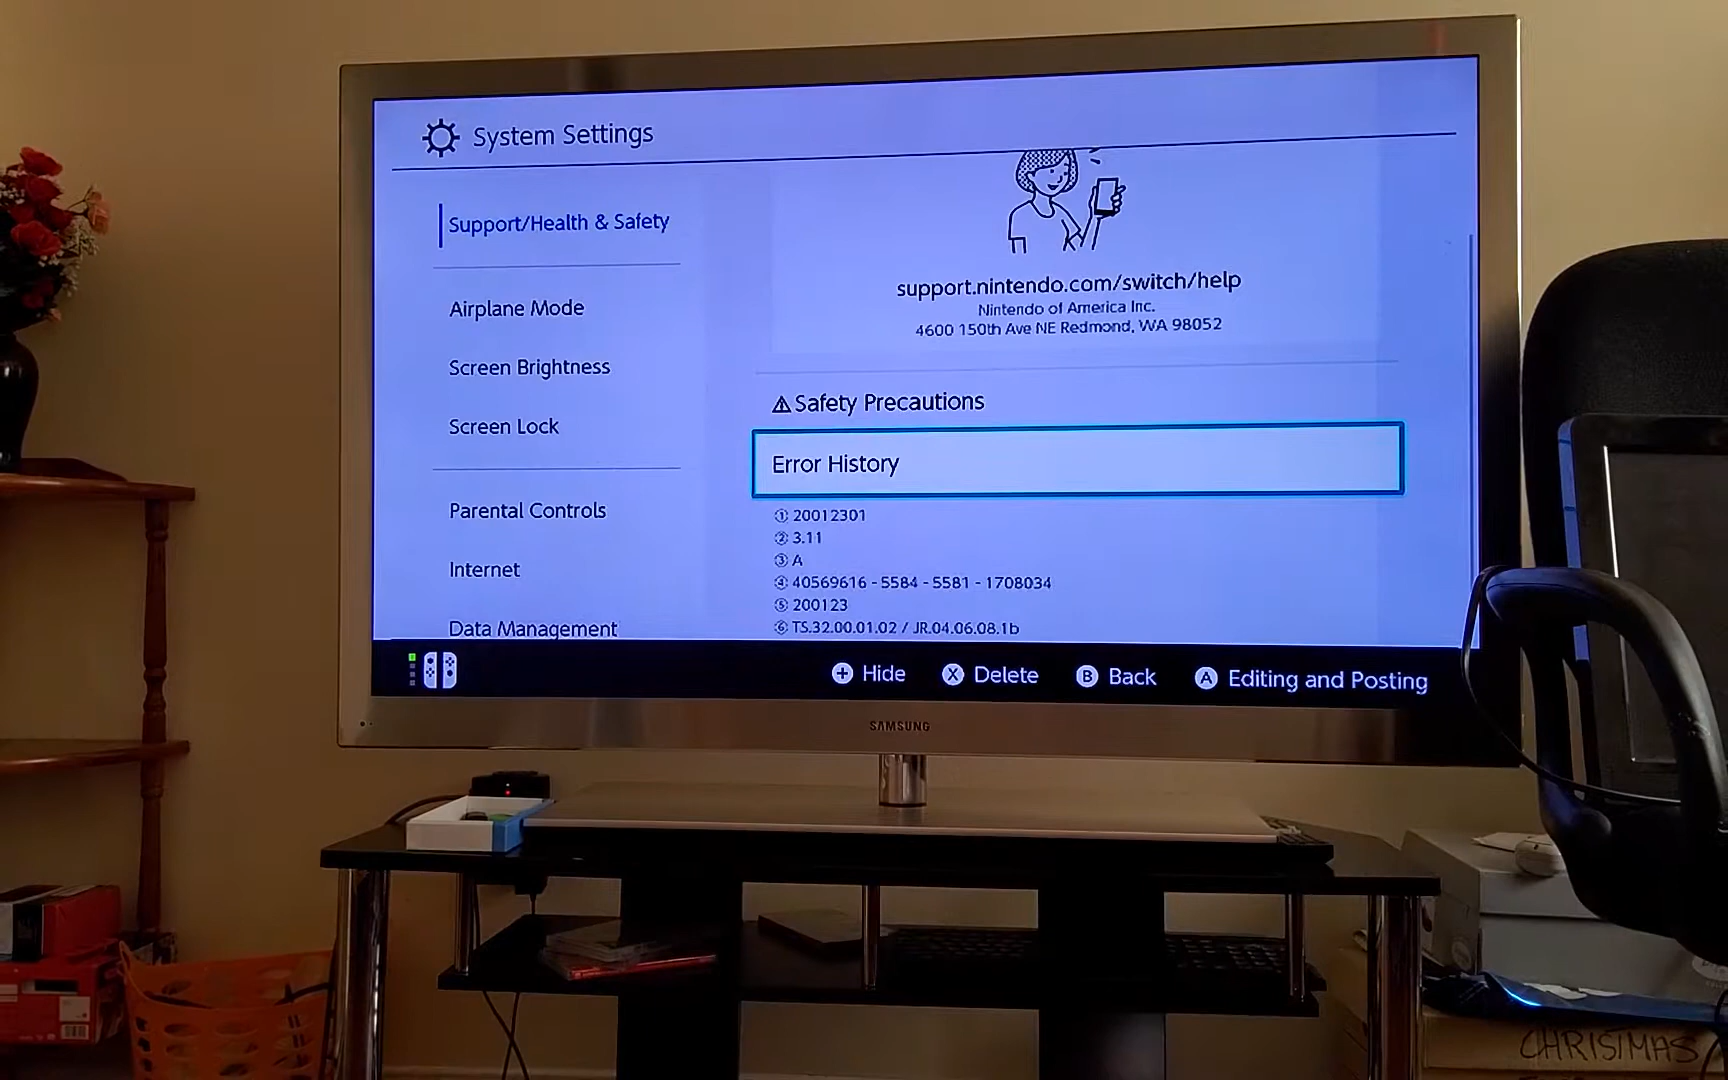 System Settings
Support/Health & Safety
Airplane Mode
Screen Brightness
Screen Lock
Parental Controls
Internet
Data Management
support.nintendo.com/switch/help
Nintendo of America Inc.
4600 150th Ave NE Redmond, WA 98052
⚠Safety Precautions
Error History
① 20012301
② 3.11
③ A
④ 40569616 - 5584 - 5581 - 1708034
⑤ 200123
⑥ TS.32.00.01.02 / JR.04.06.08.1b
+ Hide X Delete B Back A Editing and Posting
SAMSUNG
CHRISTMAS